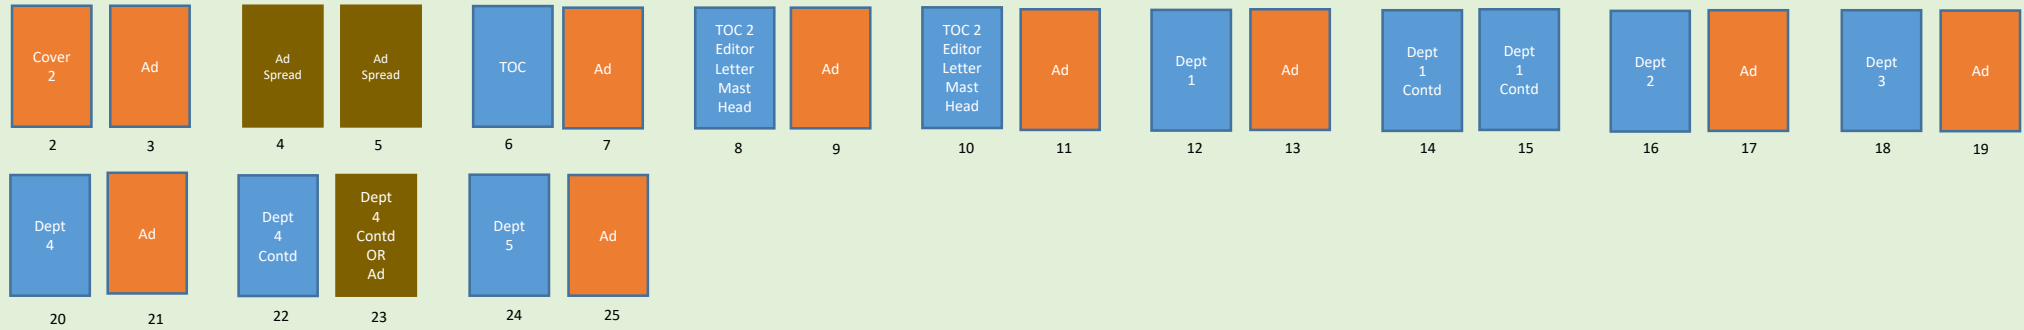 Cover
2
Ad
Ad
Spread
Ad
Spread
TOC
Ad
TOC 2
Editor
Letter
Mast
Head
Ad
TOC 2
Editor
Letter
Mast
Head
Ad
Dept
1
Ad
Dept
1
Contd
Dept
1
Contd
Dept
2
Ad
Dept
3
Ad
2
3
4
5
6
7
8
9
10
11
12
13
14
15
16
17
18
19
Dept
4
Ad
Dept
4
Contd
Dept
4
Contd
OR
Ad
Dept
5
Ad
20
21
22
23
24
25